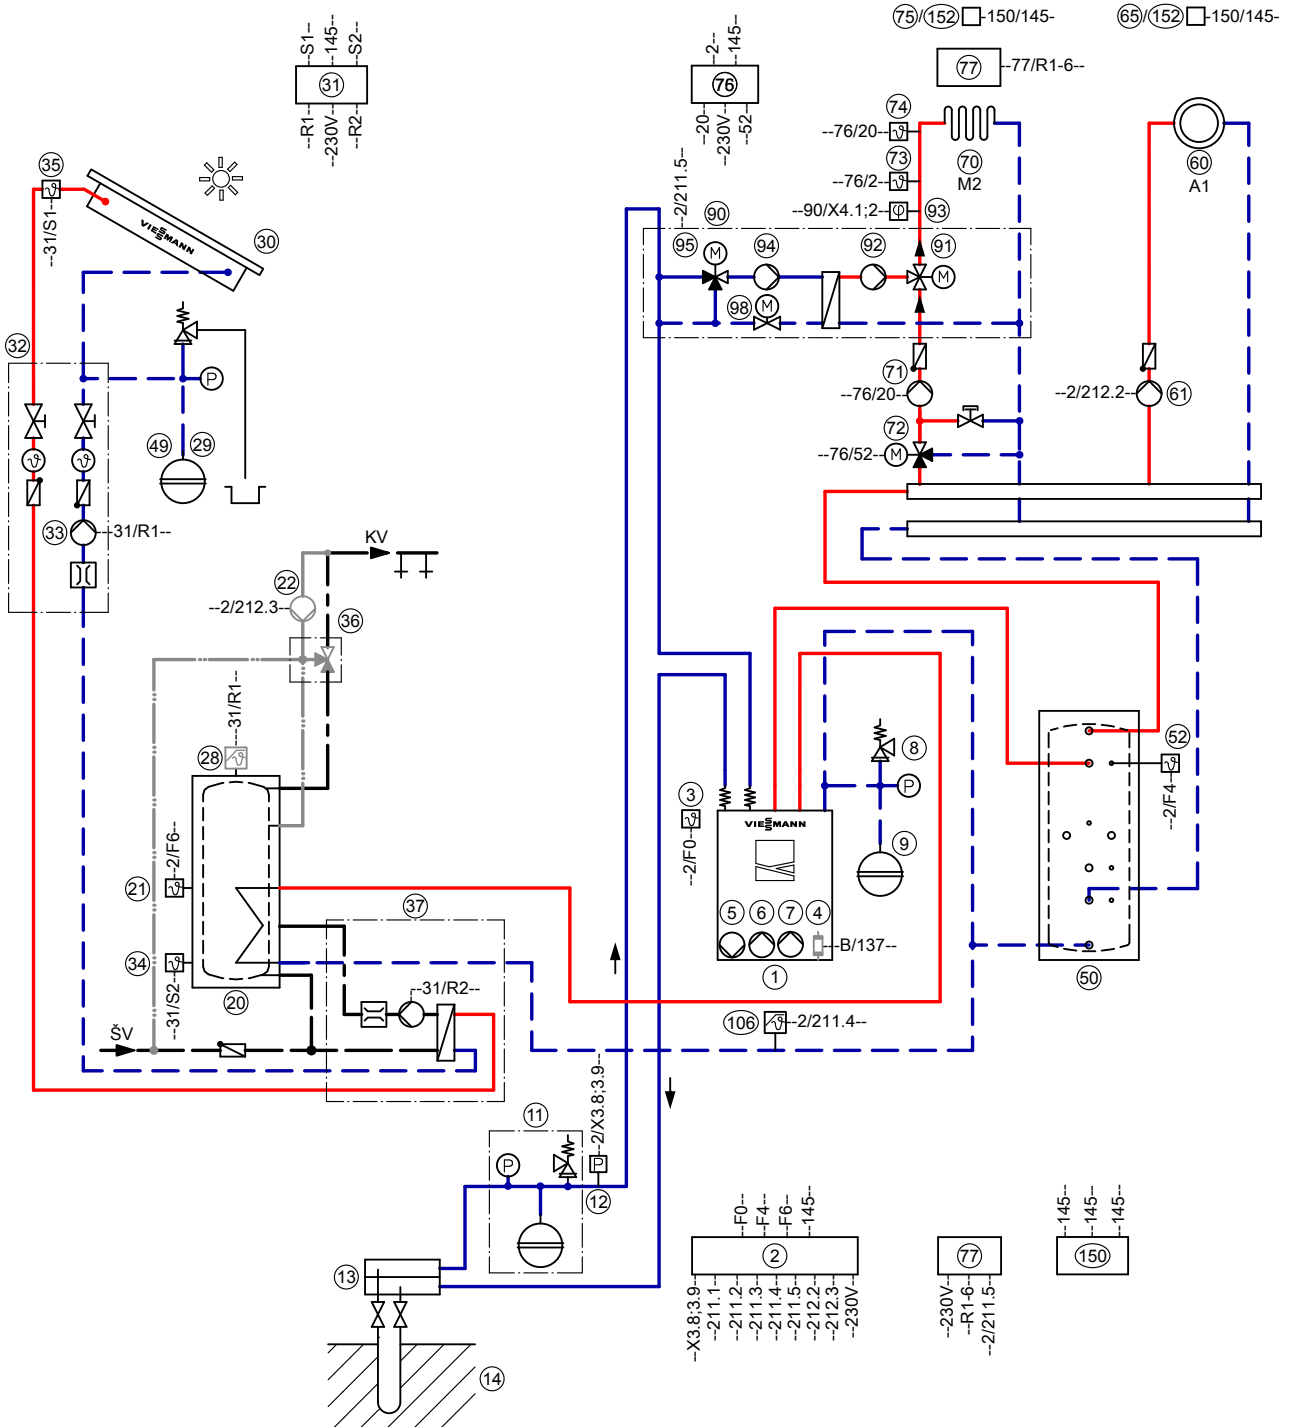 75/152 -150/145-
65/152 -150/145-
--S1--
--145--
--S2--
31
--R1--
--230V--
--R2--
--2--
--145--
76
--20--
--230V--
--52--
77 --77/R1-6--
35
--31/S1--
VIESSMANN
30
74
--76/20--
70
M2
60
A1
73
--76/2--
--90/X4.1;2--
93
--2/211.5--
90
95
M
94
92
91
M
98
M
32
P
49
29
33
---31/R1--
71
--76/20--
--2/212.2--
61
72
--76/52--
M
KV
22
--2/212.3--
36
--31/R1--
28
--2/F6--
21
34
--31/S2--
20
ŠV
37
--31/R2--
3
--2/F0--
VIESSMANN
8
P
9
5
6
7
4
---B/137--
1
52
--2/F4--
50
106
--2/211.4--
11
P
P
--2/X3.8;3.9--
12
13
14
--F0--
--F4--
--F6--
--145--
2
--X3.8;3.9--
--211.1--
--211.2--
--211.3--
--211.4--
--211.5--
--212.2--
--212.3--
--230V--
77
--230V--
--R1-6--
--2/211.5--
--145--
--145--
--145--
150